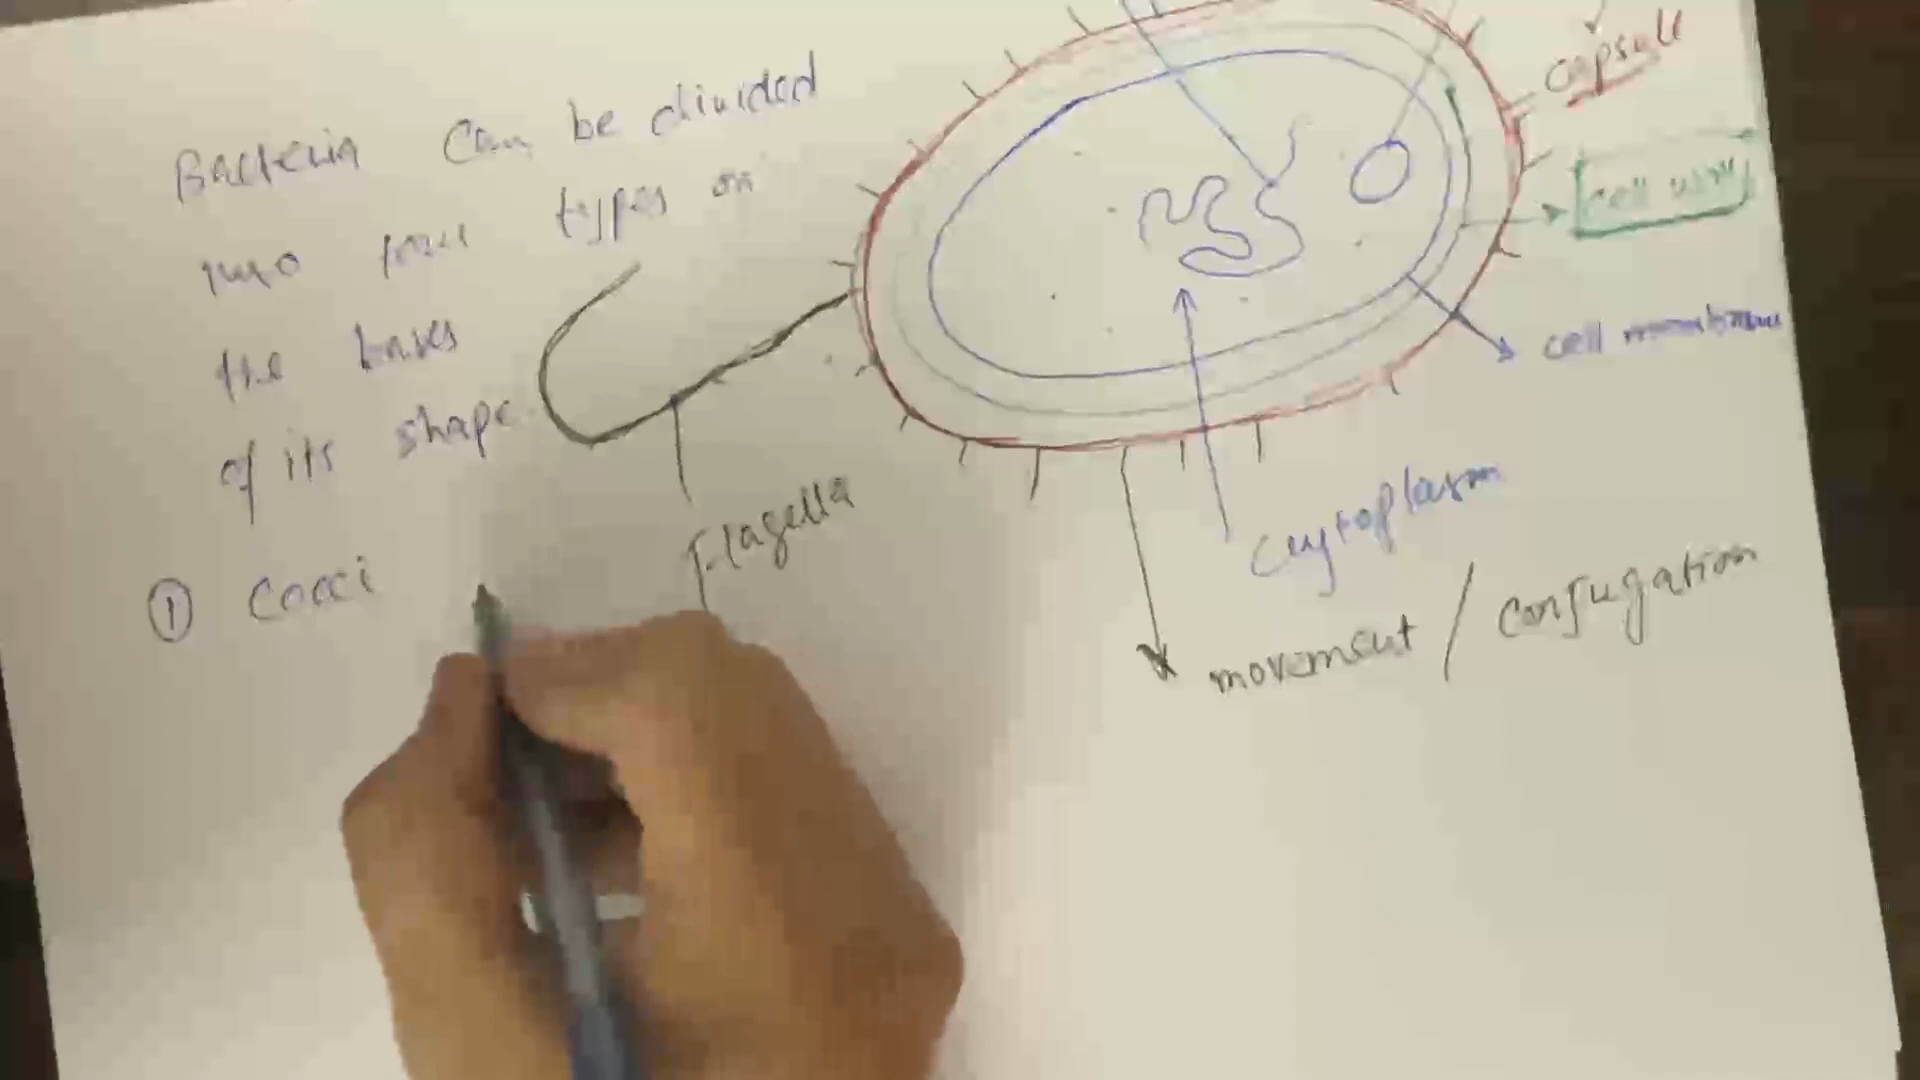 Bacteria can be divided
into four types on
the bases
of its shape.
① Cocci
Flagella
capsule
cell wall
cell membrane
Cytoplasm
movement / conjugation